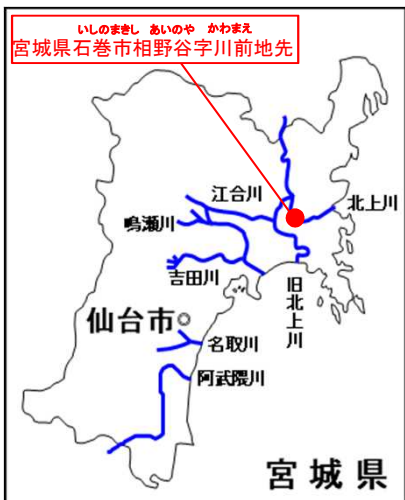 いしのまきし あいのや かわまえ
宮城県石巻市相野谷字川前地先
江合川
北上川
鳴瀬川
吉田川
旧北上川
仙台市
名取川
阿武隈川
宮城県